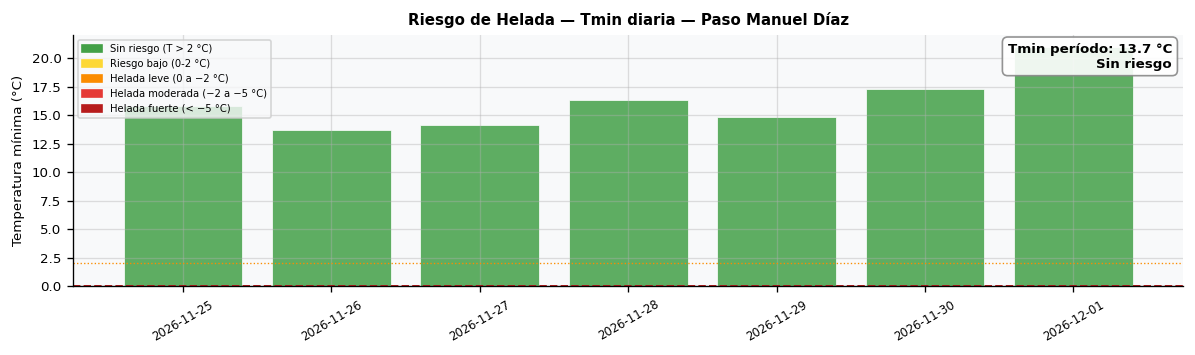 Riesgo de Helada — Tmin diaria — Paso Manuel Díaz
Temperatura mínima (°C)
20.0
17.5
15.0
12.5
10.0
7.5
5.0
2.5
0.0
Sin riesgo (T > 2 °C)
Riesgo bajo (0-2 °C)
Helada leve (0 a −2 °C)
Helada moderada (−2 a −5 °C)
Helada fuerte (< −5 °C)
Tmin período: 13.7 °C
Sin riesgo
2026-11-25
2026-11-26
2026-11-27
2026-11-28
2026-11-29
2026-11-30
2026-12-01